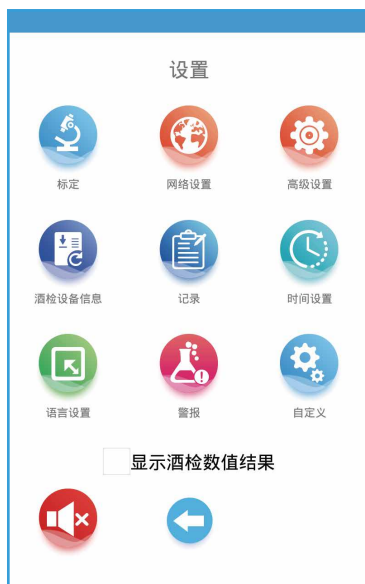 设置
标定 网络设置 高级设置
酒检设备信息 记录 时间设置
语言设置 警报 自定义
显示酒检数值结果